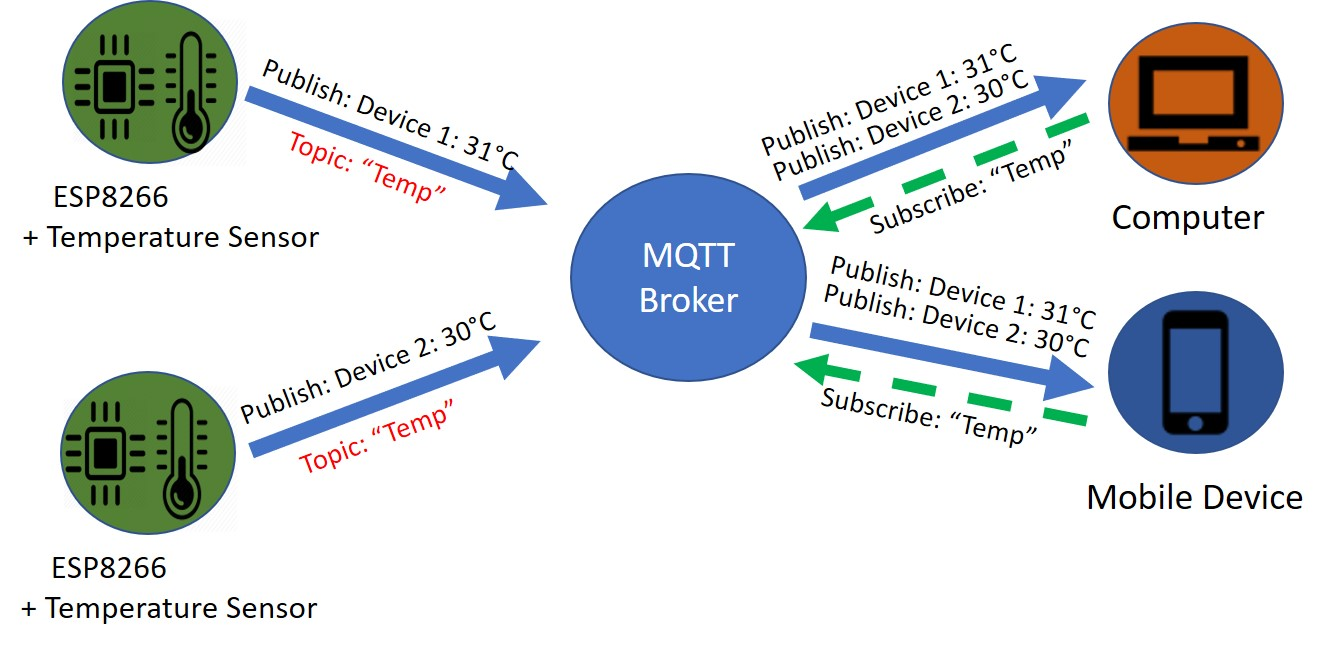 Publish: Device 1: 31°C
Topic: “Temp”
ESP8266
+ Temperature Sensor
Publish: Device 2: 30°C
Topic: “Temp”
ESP8266
+ Temperature Sensor
MQTT
Broker
Publish: Device 1: 31°C
Publish: Device 2: 30°C
Subscribe: “Temp”
Computer
Publish: Device 1: 31°C
Publish: Device 2: 30°C
Subscribe: “Temp”
Mobile Device